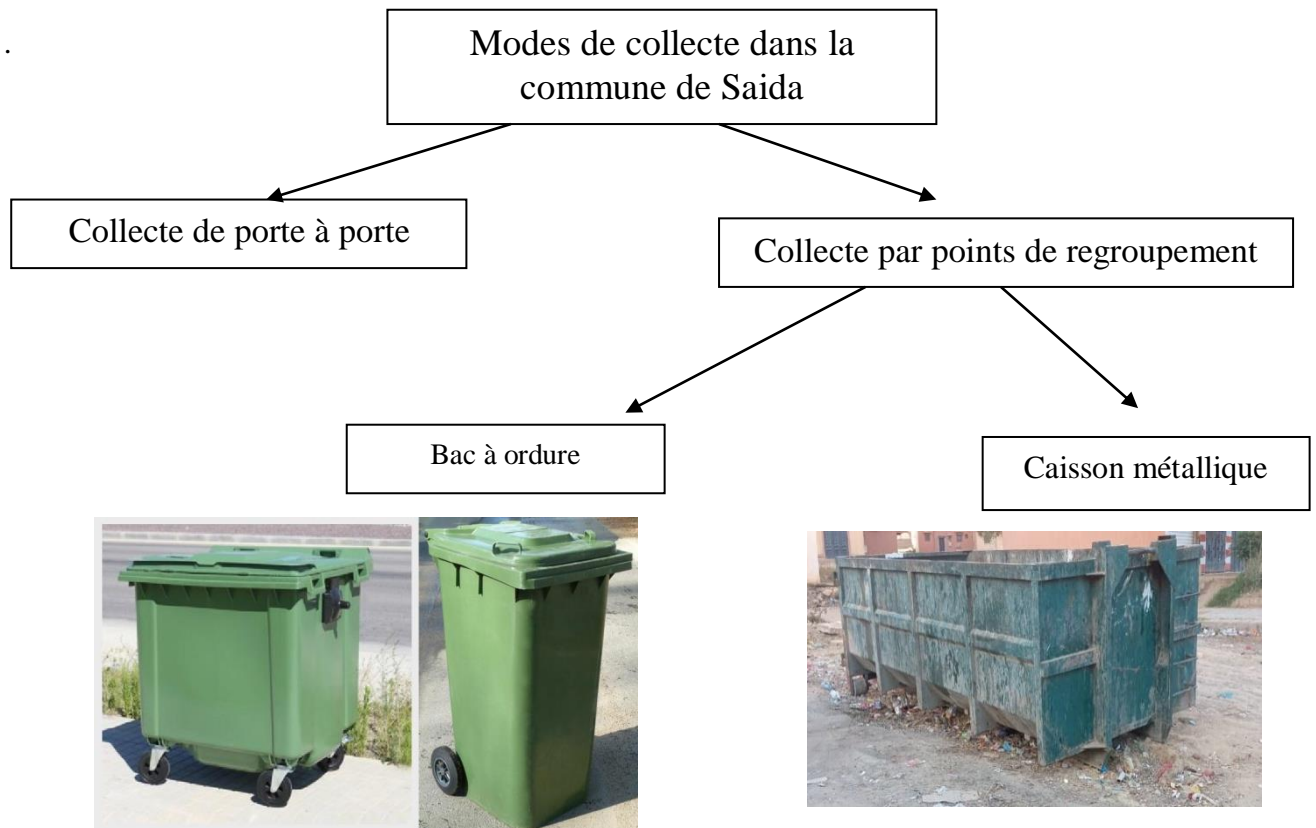 .
Modes de collecte dans la
commune de Saida
Collecte de porte à porte
Collecte par points de regroupement
Bac à ordure
Caisson métallique